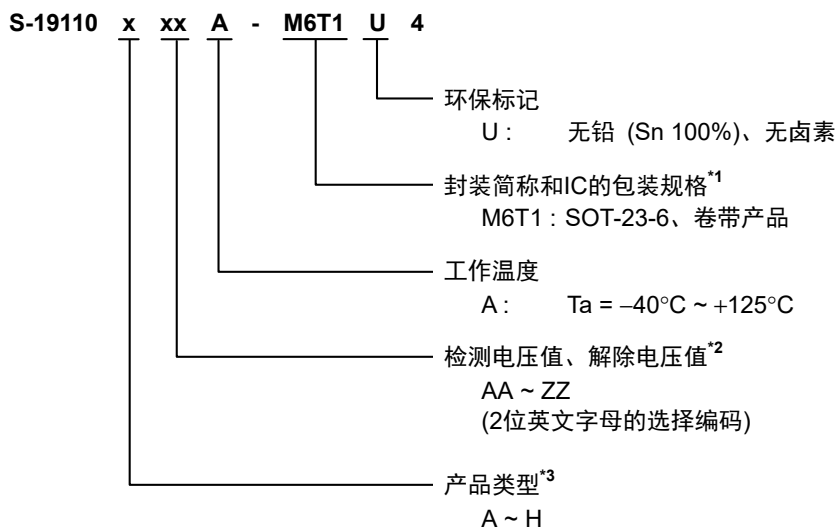 S-19110 x xx A - M6T1 U 4
环保标记
U : 无铅 (Sn 100%)、无卤素
封装简称和IC的包装规格*1
M6T1 : SOT-23-6、卷带产品
工作温度
A : Ta = −40°C ~ +125°C
检测电压值、解除电压值*2
AA ~ ZZ
(2位英文字母的选择编码)
产品类型*3
A ~ H